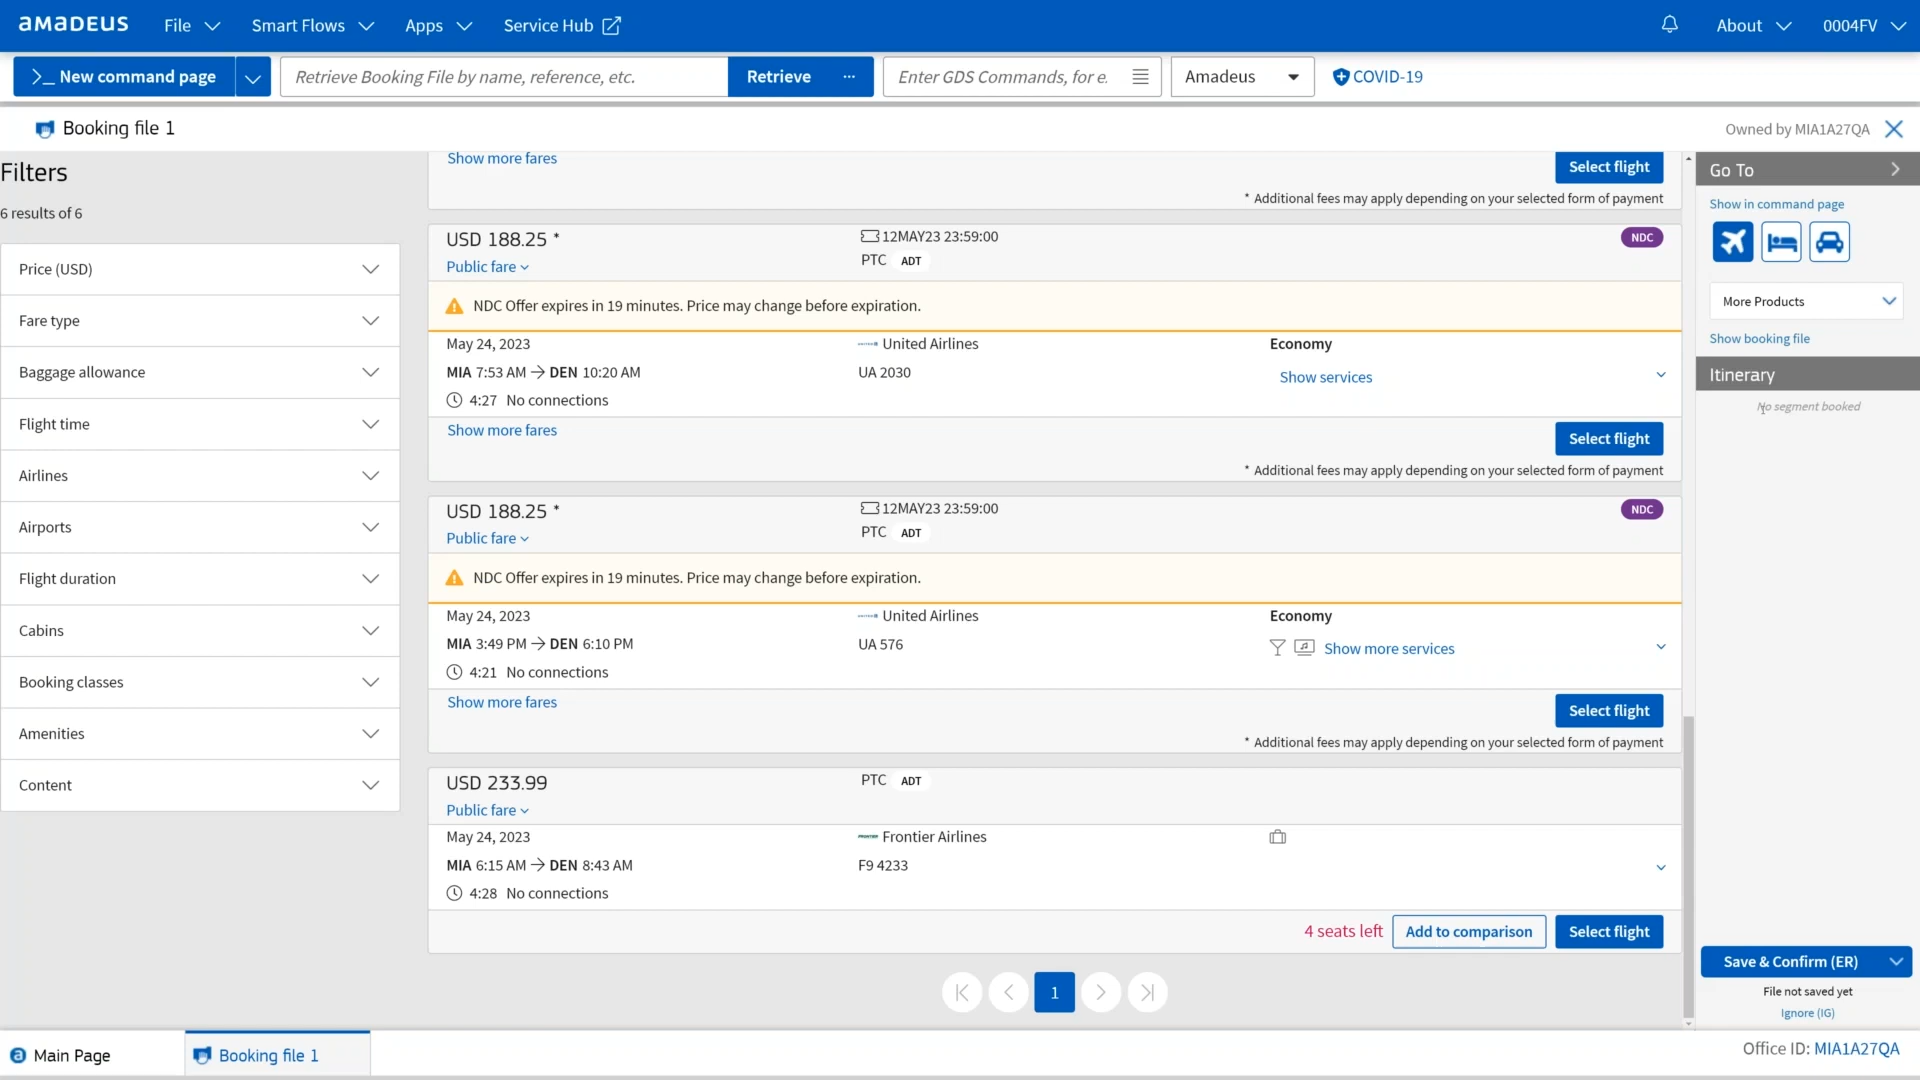 amadeus
File
Smart Flows
Apps
Service Hub
About
0004FV
>_ New command page
Retrieve Booking File by name, reference, etc.
Retrieve
...
Enter GDS Commands, for e.
Amadeus
COVID-19
Booking file 1
Owned by MIA1A27QA
Filters
6 results of 6
Price (USD)
Fare type
Baggage allowance
Flight time
Airlines
Airports
Flight duration
Cabins
Booking classes
Amenities
Content
Show more fares
Select flight
* Additional fees may apply depending on your selected form of payment
USD 188.25 *
12MAY23 23:59:00
NDC
Public fare
PTC ADT
NDC Offer expires in 19 minutes. Price may change before expiration.
May 24, 2023
United Airlines
Economy
MIA 7:53 AM → DEN 10:20 AM
UA 2030
Show services
4:27 No connections
Show more fares
Select flight
* Additional fees may apply depending on your selected form of payment
USD 188.25 *
12MAY23 23:59:00
NDC
Public fare
PTC ADT
NDC Offer expires in 19 minutes. Price may change before expiration.
May 24, 2023
United Airlines
Economy
MIA 3:49 PM → DEN 6:10 PM
UA 576
Show more services
4:21 No connections
Show more fares
Select flight
* Additional fees may apply depending on your selected form of payment
USD 233.99
PTC ADT
Public fare
May 24, 2023
FRONTIER Frontier Airlines
MIA 6:15 AM → DEN 8:43 AM
F9 4233
4:28 No connections
4 seats left
Add to comparison
Select flight
1
Go To
Show in command page
More Products
Show booking file
Itinerary
No segment booked
Save & Confirm (ER)
File not saved yet
Ignore (IG)
Main Page
Booking file 1
Office ID: MIA1A27QA